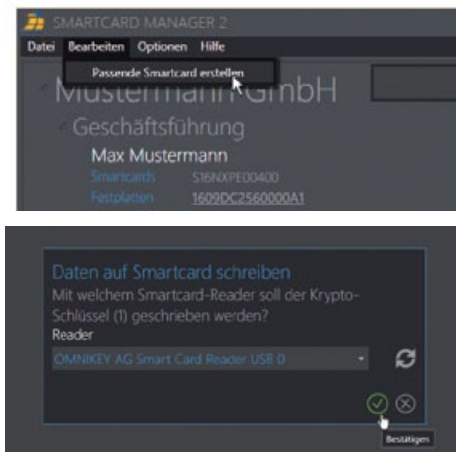 SMARTCARD MANAGER 2
Datei Bearbeiten Optionen Hilfe
Passende Smartcard erstellen
Mustermann GmbH
Geschäftsführung
Max Mustermann
Smartcards S16NXPE00400
Festplatten 1609DC2560000A1
Daten auf Smartcard schreiben
Mit welchem Smartcard-Reader soll der Krypto-
Schlüssel (1) geschrieben werden?
Reader
OMNIKEY AG Smart Card Reader USB 0
Bestätigen